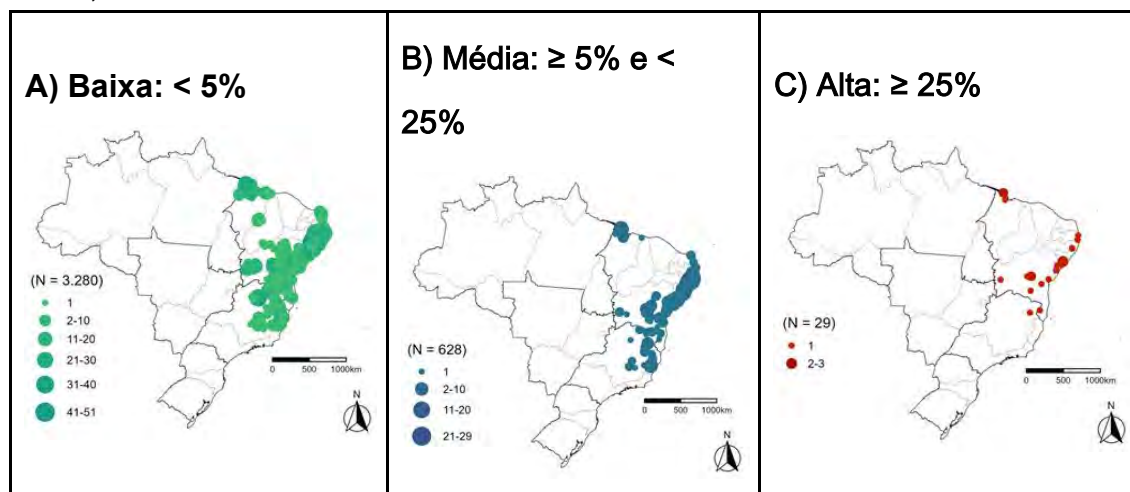 A) Baixa: < 5%
(N = 3.280)
1
2-10
11-20
21-30
31-40
41-51
0 500 1000km
N
B) Média: ≥ 5% e <
25%
(N = 628)
1
2-10
11-20
21-29
0 500 1000km
N
C) Alta: ≥ 25%
(N = 29)
1
2-3
0 500 1000km
N